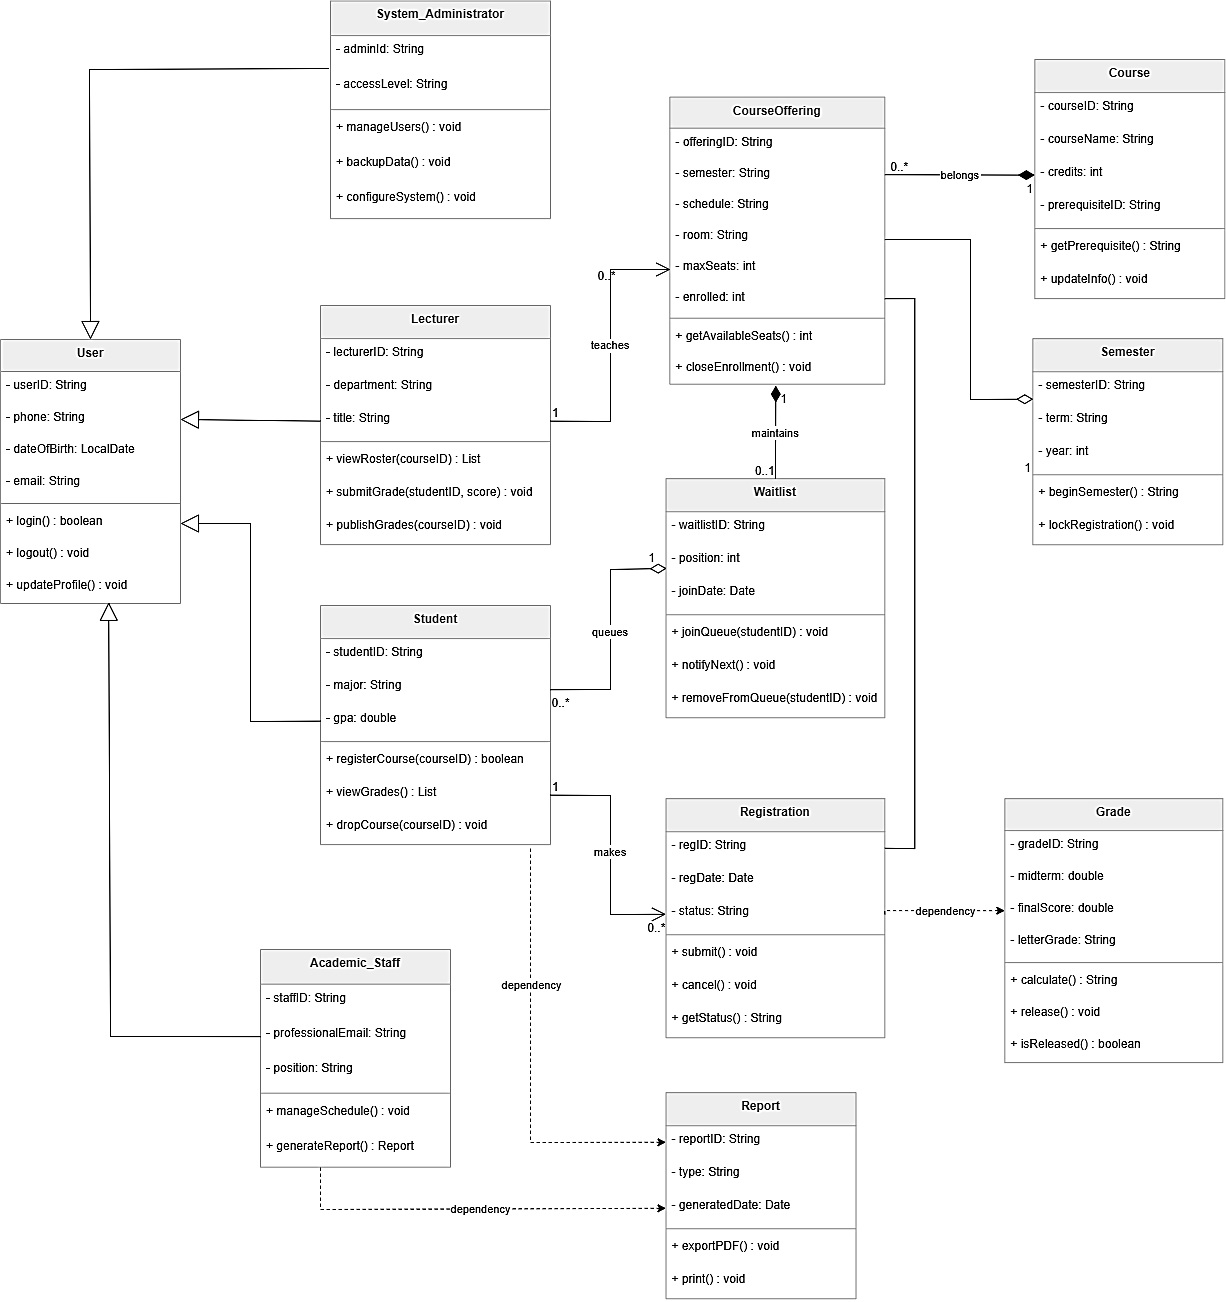 System_Administrator
- adminId: String
- accessLevel: String
+ manageUsers() : void
+ backupData() : void
+ configureSystem() : void
Course
- courseID: String
- courseName: String
- credits: int
- prerequisiteID: String
+ getPrerequisite() : String
+ updateInfo() : void
CourseOffering
- offeringID: String
- semester: String
- schedule: String
- room: String
- maxSeats: int
- enrolled: int
+ getAvailableSeats() : int
+ closeEnrollment() : void
0..*
belongs
1
0..*
teaches
1
Lecturer
- lecturerID: String
- department: String
- title: String
+ viewRoster(courseID) : List
+ submitGrade(studentID, score) : void
+ publishGrades(courseID) : void
User
- userID: String
- phone: String
- dateOfBirth: LocalDate
- email: String
+ login() : boolean
+ logout() : void
+ updateProfile() : void
Semester
- semesterID: String
- term: String
- year: int
+ beginSemester() : String
+ lockRegistration() : void
1
1
maintains
0..1
Waitlist
- waitlistID: String
- position: int
- joinDate: Date
+ joinQueue(studentID) : void
+ notifyNext() : void
+ removeFromQueue(studentID) : void
1
queues
0..*
Student
- studentID: String
- major: String
- gpa: double
+ registerCourse(courseID) : boolean
+ viewGrades() : List
+ dropCourse(courseID) : void
1
makes
0..*
Registration
- regID: String
- regDate: Date
- status: String
+ submit() : void
+ cancel() : void
+ getStatus() : String
dependency
Grade
- gradeID: String
- midterm: double
- finalScore: double
- letterGrade: String
+ calculate() : String
+ release() : void
+ isReleased() : boolean
Academic_Staff
- staffID: String
- professionalEmail: String
- position: String
+ manageSchedule() : void
+ generateReport() : Report
dependency
dependency
Report
- reportID: String
- type: String
- generatedDate: Date
+ exportPDF() : void
+ print() : void